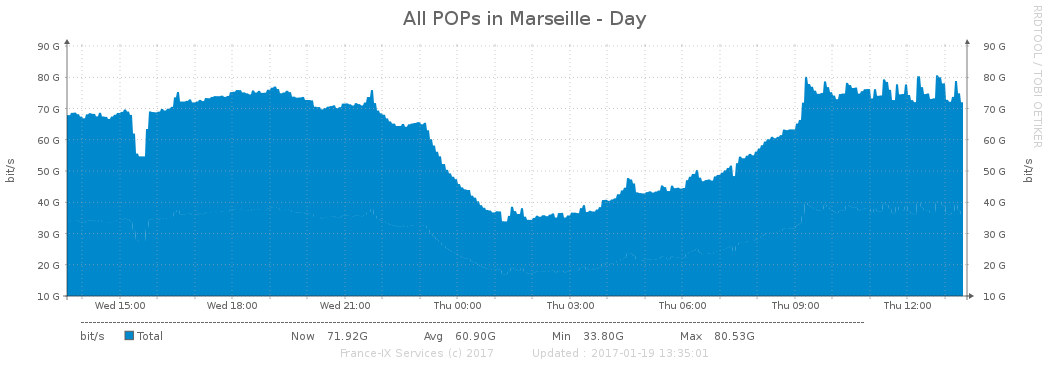 All POPs in Marseille - Day
RRDTOOL / TOBI OETIKER
90 G 90 G
80 G 80 G
70 G 70 G
60 G 60 G
50 G 50 G
40 G 40 G
30 G 30 G
20 G 20 G
10 G 10 G
bit/s bit/s
Wed 15:00 Wed 18:00 Wed 21:00 Thu 00:00 Thu 03:00 Thu 06:00 Thu 09:00 Thu 12:00
bit/s Total Now 71.92G Avg 60.90G Min 33.80G Max 80.53G
France-IX Services (c) 2017 Updated : 2017-01-19 13:35:01